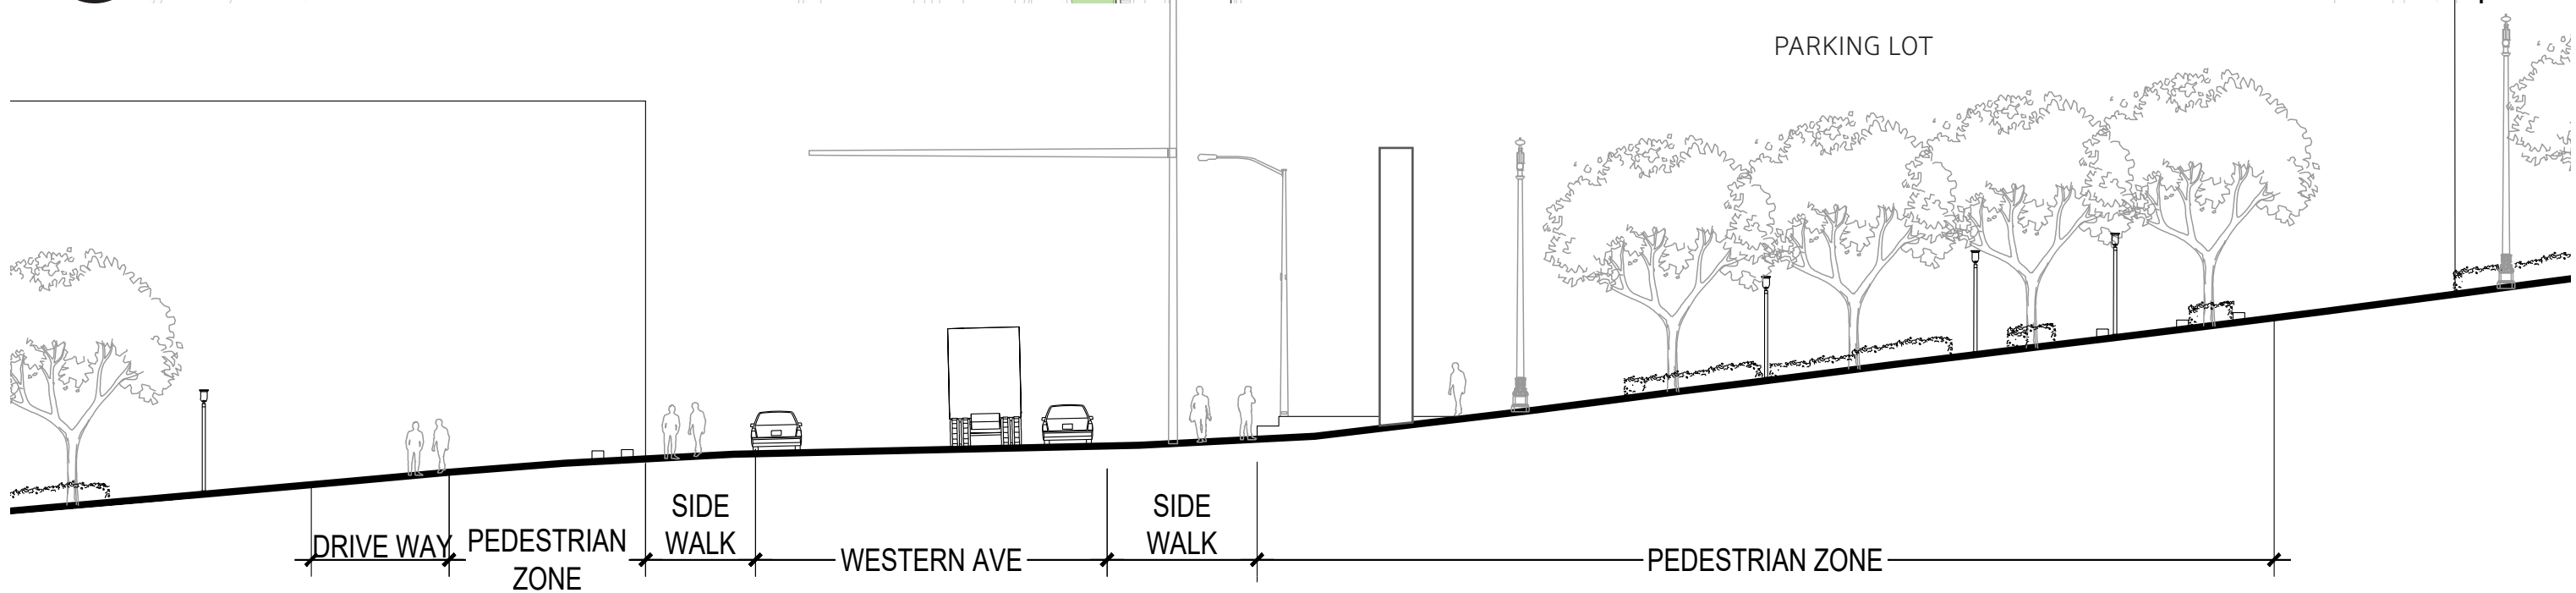 PARKING LOT
DRIVE WAY
PEDESTRIAN
ZONE
SIDE
WALK
WESTERN AVE
SIDE
WALK
PEDESTRIAN ZONE